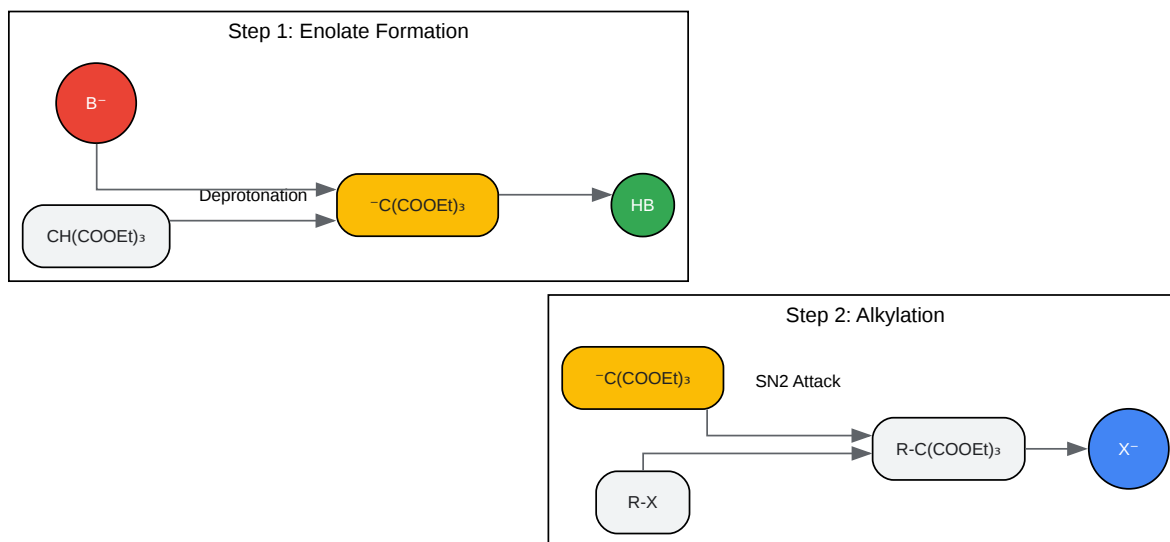 Step 1: Enolate Formation
B⁻
Deprotonation
CH(COOEt)₃
⁻C(COOEt)₃
HB
Step 2: Alkylation
⁻C(COOEt)₃
SN2 Attack
R-X
R-C(COOEt)₃
X⁻